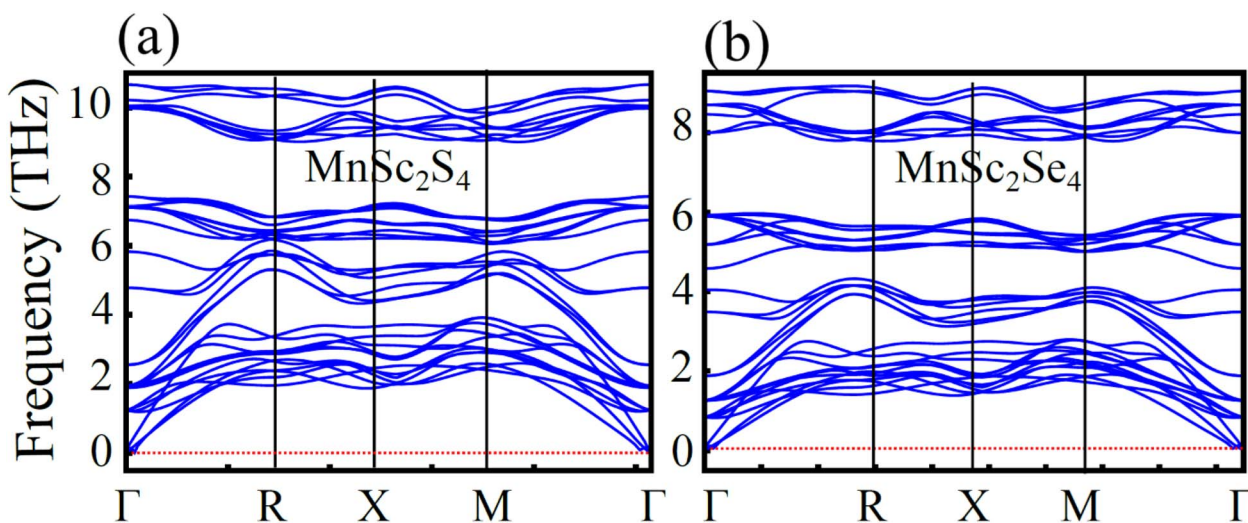 (a)
(b)
Frequency (THz)
10
8
6
4
2
0
MnSc₂S₄
Γ R X M Γ
8
6
4
2
0
MnSc₂Se₄
Γ R X M Γ